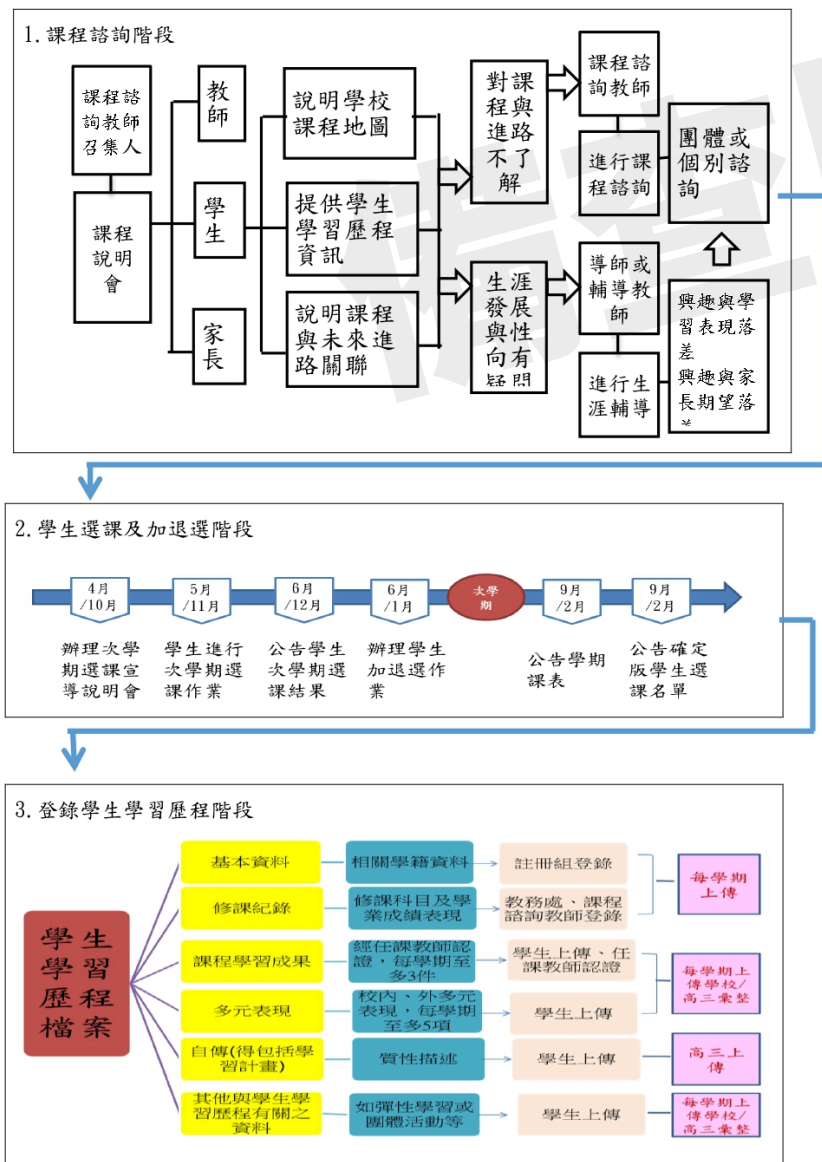 1.課程諮詢階段
課程諮
詢教師
召集人
課程
說明
會
教
師
學
生
家
長
說明學校
課程地圖
提供學生
學習歷程
資訊
說明課程
與未來進
路關聯
對課
程與
進路
不了
解
生涯
發展
與性
向有
疑問
課程諮
詢教師
進行課
程諮詢
團體或
個別諮
詢
導師或
輔導教
師
進行生
涯輔導
興趣與學
習表現落
差
興趣與家
長期望落
差
備查
2.學生選課及加退選階段
4月
/10月
5月
/11月
6月
/12月
6月
/1月
次學
期
9月
/2月
9月
/2月
辦理次學
期選課宣
導說明會
學生進行
次學期選
課作業
公告學生
次學期選
課結果
辦理學生
加退選作
業
公告學期
課表
公告確定
版學生選
課名單
3.登錄學生學習歷程階段
學生
學習
歷程
檔案
基本資料
相關學籍資料
註冊組登錄
修課紀錄
修課科目及學
業成績表現
教務處、課程
諮詢教師登錄
每學期
上傳
課程學習成果
經任課教師認
證，每學期至
多3件
學生上傳、任
課教師認證
多元表現
校內、外多元
表現，每學期
至多5項
學生上傳
每學期上
傳學校/
高三彙整
自傳(得包括學
習計畫)
質性描述
學生上傳
高三上
傳
其他與學生學
習歷程有關之
資料
如彈性學習或
團體活動等
學生上傳
每學期上
傳學校/
高三彙整